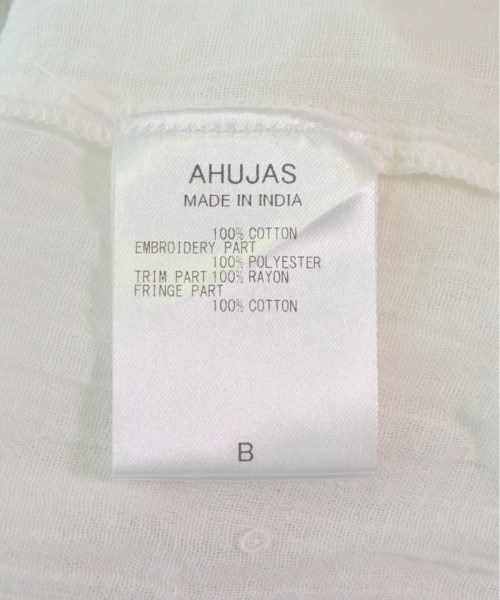 AHUJAS
MADE IN INDIA
100% COTTON
EMBROIDERY PART
100% POLYESTER
TRIM PART 100% RAYON
FRINGE PART
100% COTTON
B